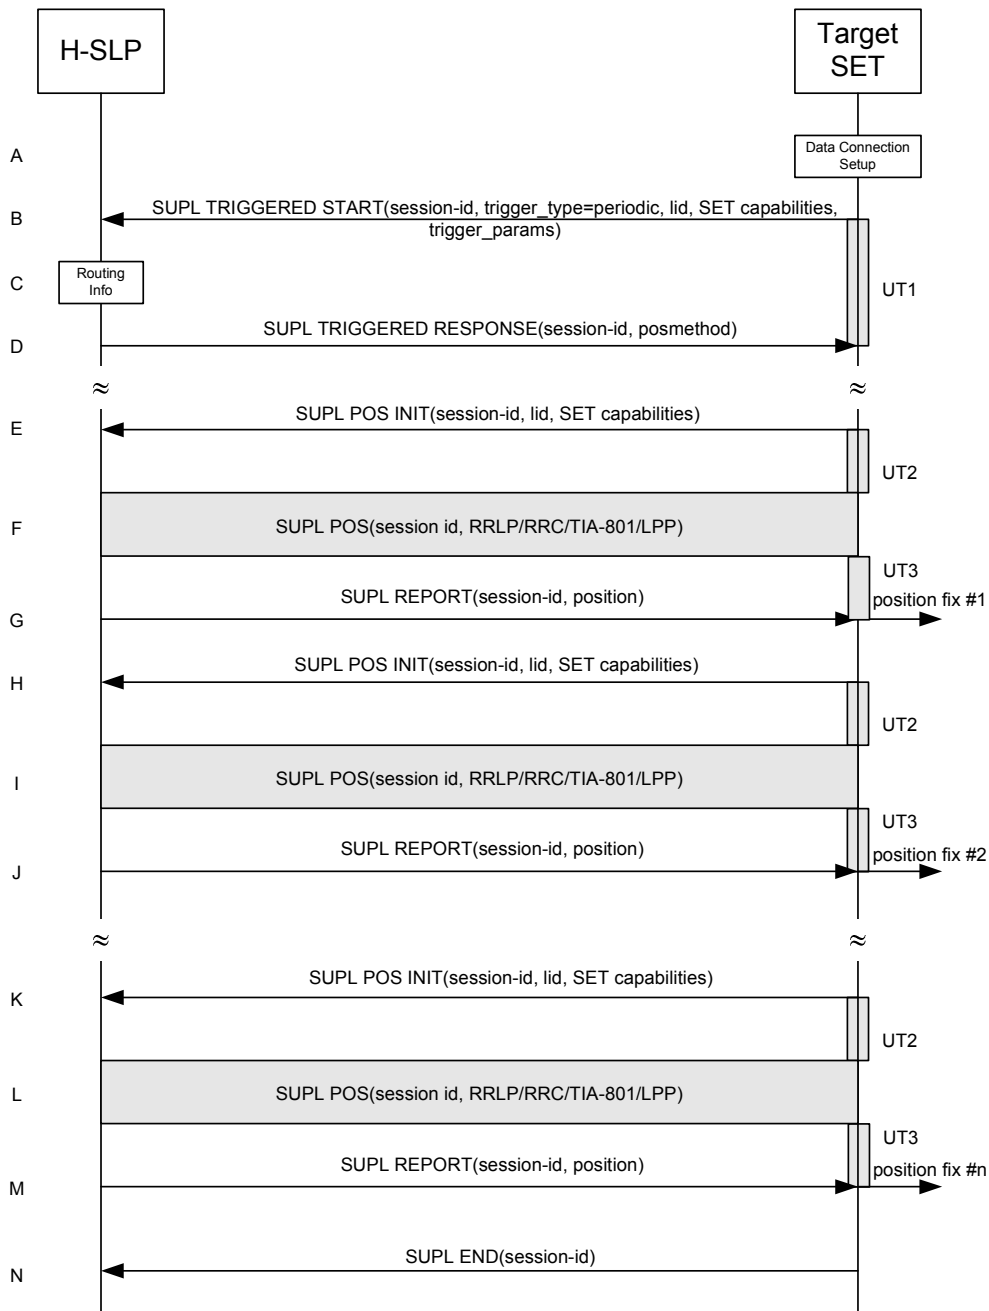 H-SLP
Target
SET
A
Data Connection
Setup
B
SUPL TRIGGERED START(session-id, trigger_type=periodic, lid, SET capabilities,
trigger_params)
C
Routing
Info
UT1
D
SUPL TRIGGERED RESPONSE(session-id, posmethod)
≈
≈
E
SUPL POS INIT(session-id, lid, SET capabilities)
UT2
F
SUPL POS(session id, RRLP/RRC/TIA-801/LPP)
UT3
G
SUPL REPORT(session-id, position)
position fix #1
H
SUPL POS INIT(session-id, lid, SET capabilities)
UT2
I
SUPL POS(session id, RRLP/RRC/TIA-801/LPP)
UT3
J
SUPL REPORT(session-id, position)
position fix #2
≈
≈
K
SUPL POS INIT(session-id, lid, SET capabilities)
UT2
L
SUPL POS(session id, RRLP/RRC/TIA-801/LPP)
UT3
M
SUPL REPORT(session-id, position)
position fix #n
N
SUPL END(session-id)